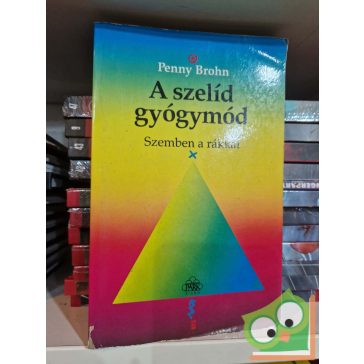 Penny Brohn
A szelíd
gyógymód
Szemben a rákkal